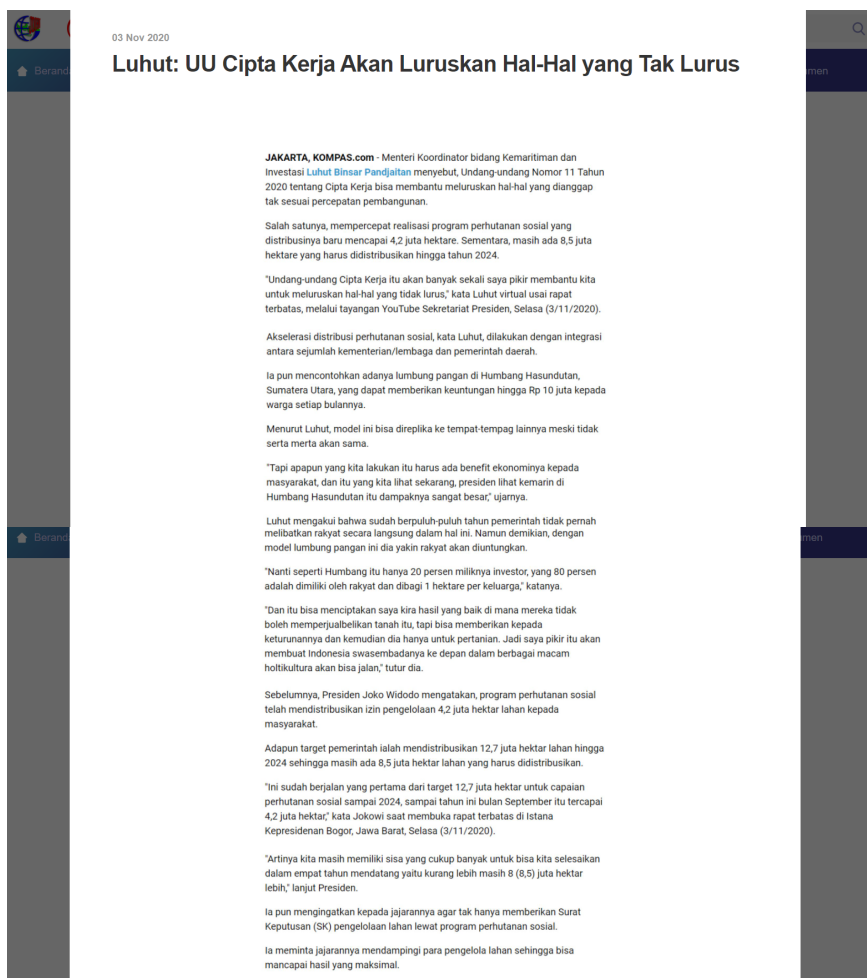 03 Nov 2020
Luhut: UU Cipta Kerja Akan Luruskan Hal-Hal yang Tak Lurus
Beranda
men
JAKARTA, KOMPAS.com - Menteri Koordinator bidang Kemaritiman dan
Investasi Luhut Binsar Pandjaitan menyebut, Undang-undang Nomor 11 Tahun
2020 tentang Cipta Kerja bisa membantu meluruskan hal-hal yang dianggap
tak sesuai percepatan pembangunan.
Salah satunya, mempercepat realisasi program perhutanan sosial yang
distribusinya baru mencapai 4,2 juta hektare. Sementara, masih ada 8,5 juta
hektare yang harus didistribusikan hingga tahun 2024.
"Undang-undang Cipta Kerja itu akan banyak sekali saya pikir membantu kita
untuk meluruskan hal-hal yang tidak lurus," kata Luhut virtual usai rapat
terbatas, melalui tayangan YouTube Sekretariat Presiden, Selasa (3/11/2020).
Akselerasi distribusi perhutanan sosial, kata Luhut, dilakukan dengan integrasi
antara sejumlah kementerian/lembaga dan pemerintah daerah.
Ia pun mencontohkan adanya lumbung pangan di Humbang Hasundutan,
Sumatera Utara, yang dapat memberikan keuntungan hingga Rp 10 juta kepada
warga setiap bulannya.
Menurut Luhut, model ini bisa direplika ke tempat-tempag lainnya meski tidak
serta merta akan sama.
"Tapi apapun yang kita lakukan itu harus ada benefit ekonominya kepada
masyarakat, dan itu yang kita lihat sekarang, presiden lihat kemarin di
Humbang Hasundutan itu dampaknya sangat besar," ujarnya.
Luhut mengakui bahwa sudah berpuluh-puluh tahun pemerintah tidak pernah
melibatkan rakyat secara langsung dalam hal ini. Namun demikian, dengan
model lumbung pangan ini dia yakin rakyat akan diuntungkan.
Beranda
men
"Nanti seperti Humbang itu hanya 20 persen miliknya investor, yang 80 persen
adalah dimiliki oleh rakyat dan dibagi 1 hektare per keluarga," katanya.
"Dan itu bisa menciptakan saya kira hasil yang baik di mana mereka tidak
boleh memperjualbelikan tanah itu, tapi bisa memberikan kepada
keturunannya dan kemudian dia hanya untuk pertanian. Jadi saya pikir itu akan
membuat Indonesia swasembadanya ke depan dalam berbagai macam
holtikultura akan bisa jalan," tutur dia.
Sebelumnya, Presiden Joko Widodo mengatakan, program perhutanan sosial
telah mendistribusikan izin pengelolaan 4,2 juta hektar lahan kepada
masyarakat.
Adapun target pemerintah ialah mendistribusikan 12,7 juta hektar lahan hingga
2024 sehingga masih ada 8,5 juta lahan yang harus didistribusikan.
"Ini sudah berjalan yang pertama dari target 12,7 juta hektar untuk capaian
perhutanan sosial sampai 2024, sampai tahun ini bulan September itu tercapai
4,2 juta hektar," kata Jokowi saat membuka rapat terbatas di Istana
Kepresidenan Bogor, Jawa Barat, Selasa (3/11/2020).
"Artinya kita masih memiliki sisa yang cukup banyak untuk bisa kita selesaikan
dalam empat tahun mendatang yaitu kurang lebih masih 8 (8,5) juta hektar
lebih," lanjut Presiden.
Ia pun mengingatkan kepada jajarannya agar tak hanya memberikan Surat
Keputusan (SK) pengelolaan lahan lewat program perhutanan sosial.
Ia meminta jajarannya mendampingi para pengelola lahan sehingga bisa
mancapai hasil yang maksimal.